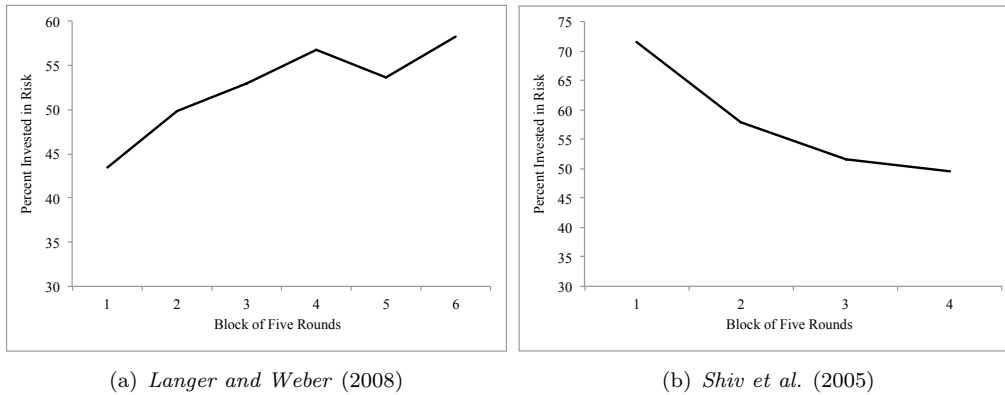 60
55
50
45
40
35
30
Percent Invested in Risk
1 2 3 4 5 6
Block of Five Rounds
(a) Langer and Weber (2008)
75
70
65
60
55
50
45
40
35
30
Percent Invested in Risk
1 2 3 4
Block of Five Rounds
(b) Shiv et al. (2005)